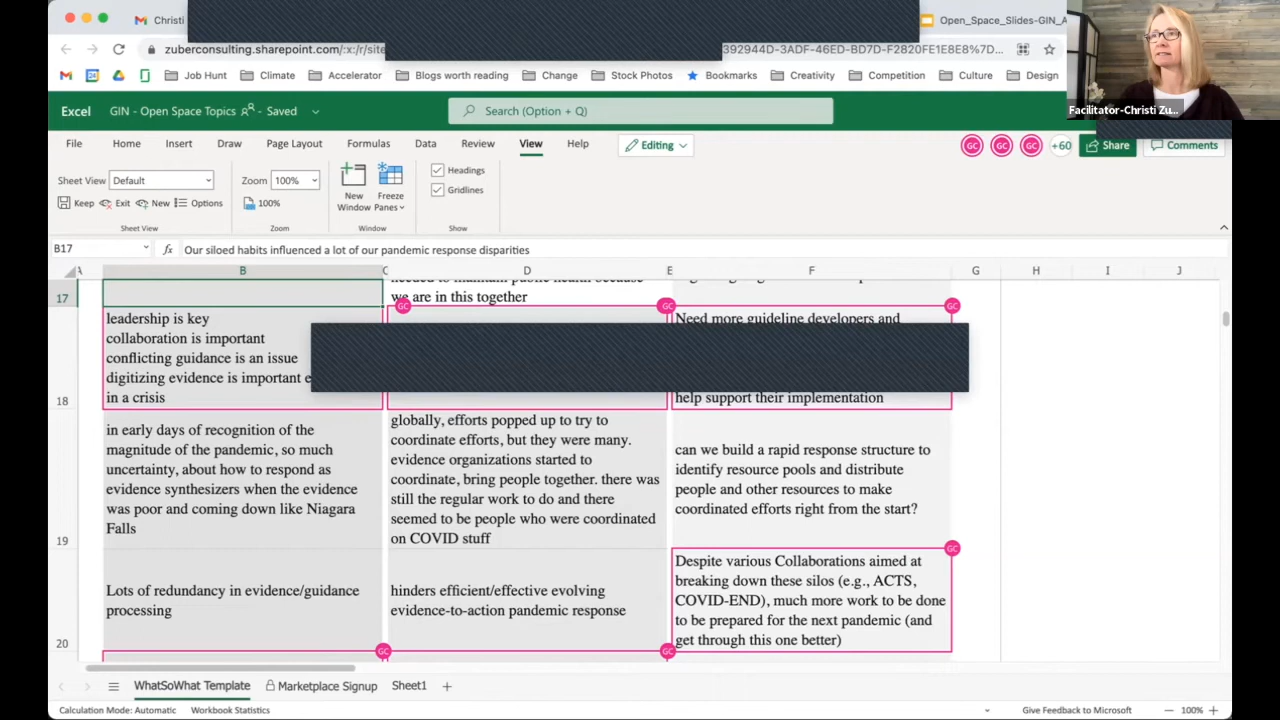 Christi
Open_Space_Slides-GIN_A
zuberconsulting.sharepoint.com/:x:/r/site
392944D-3ADF-46ED-BD7D-F2820FE1E8E8%7D...
Job Hunt
Climate
Accelerator
Blogs worth reading
Change
Stock Photos
Bookmarks
Creativity
Competition
Culture
Design
Facilitator-Christi Zu...
Excel
GIN - Open Space Topics - Saved
Search (Option + Q)
File
Home
Insert
Draw
Page Layout
Formulas
Data
Review
View
Help
Editing
GC
GC
GC
+60
Share
Comments
Sheet View
Default
Keep
Exit
New
Options
Sheet View
Zoom
100%
100%
Zoom
New
Window
Freeze
Panes
Window
Headings
Gridlines
Show
B17
fx
Our siloed habits influenced a lot of our pandemic response disparities
A
B
C
D
E
F
G
H
I
J
17
we are in this together
GC
GC
GC
18
leadership is key
collaboration is important
conflicting guidance is an issue
digitizing evidence is important e
in a crisis
Need more guideline developers and
help support their implementation
19
in early days of recognition of the
magnitude of the pandemic, so much
uncertainty, about how to respond as
evidence synthesizers when the evidence
was poor and coming down like Niagara
Falls
globally, efforts popped up to try to
coordinate efforts, but they were many.
evidence organizations started to
coordinate, bring people together. there was
still the regular work to do and there
seemed to be people who were coordinated
on COVID stuff
can we build a rapid response structure to
identify resource pools and distribute
people and other resources to make
coordinated efforts right from the start?
GC
20
Lots of redundancy in evidence/guidance
processing
hinders efficient/effective evolving
evidence-to-action pandemic response
Despite various Collaborations aimed at
breaking down these silos (e.g., ACTS,
COVID-END), much more work to be done
to be prepared for the next pandemic (and
get through this one better)
GC
GC
WhatSoWhat Template
Marketplace Signup
Sheet1
Calculation Mode: Automatic
Workbook Statistics
Give Feedback to Microsoft
100%